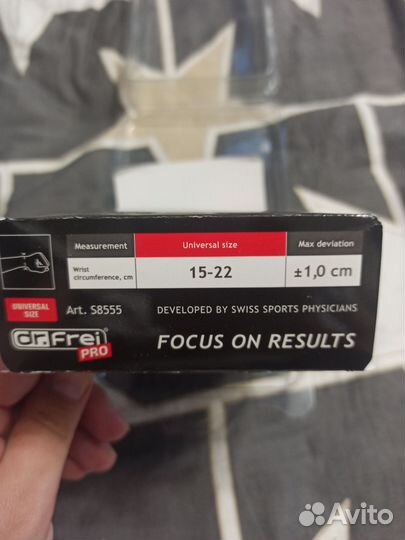 Measurement Universal size Max deviation
Wrist circumference, cm 15-22 ±1,0 cm
UNIVERSAL SIZE Art. S8555 DEVELOPED BY SWISS SPORTS PHYSICIANS
dr.Frei PRO FOCUS ON RESULTS
Avito